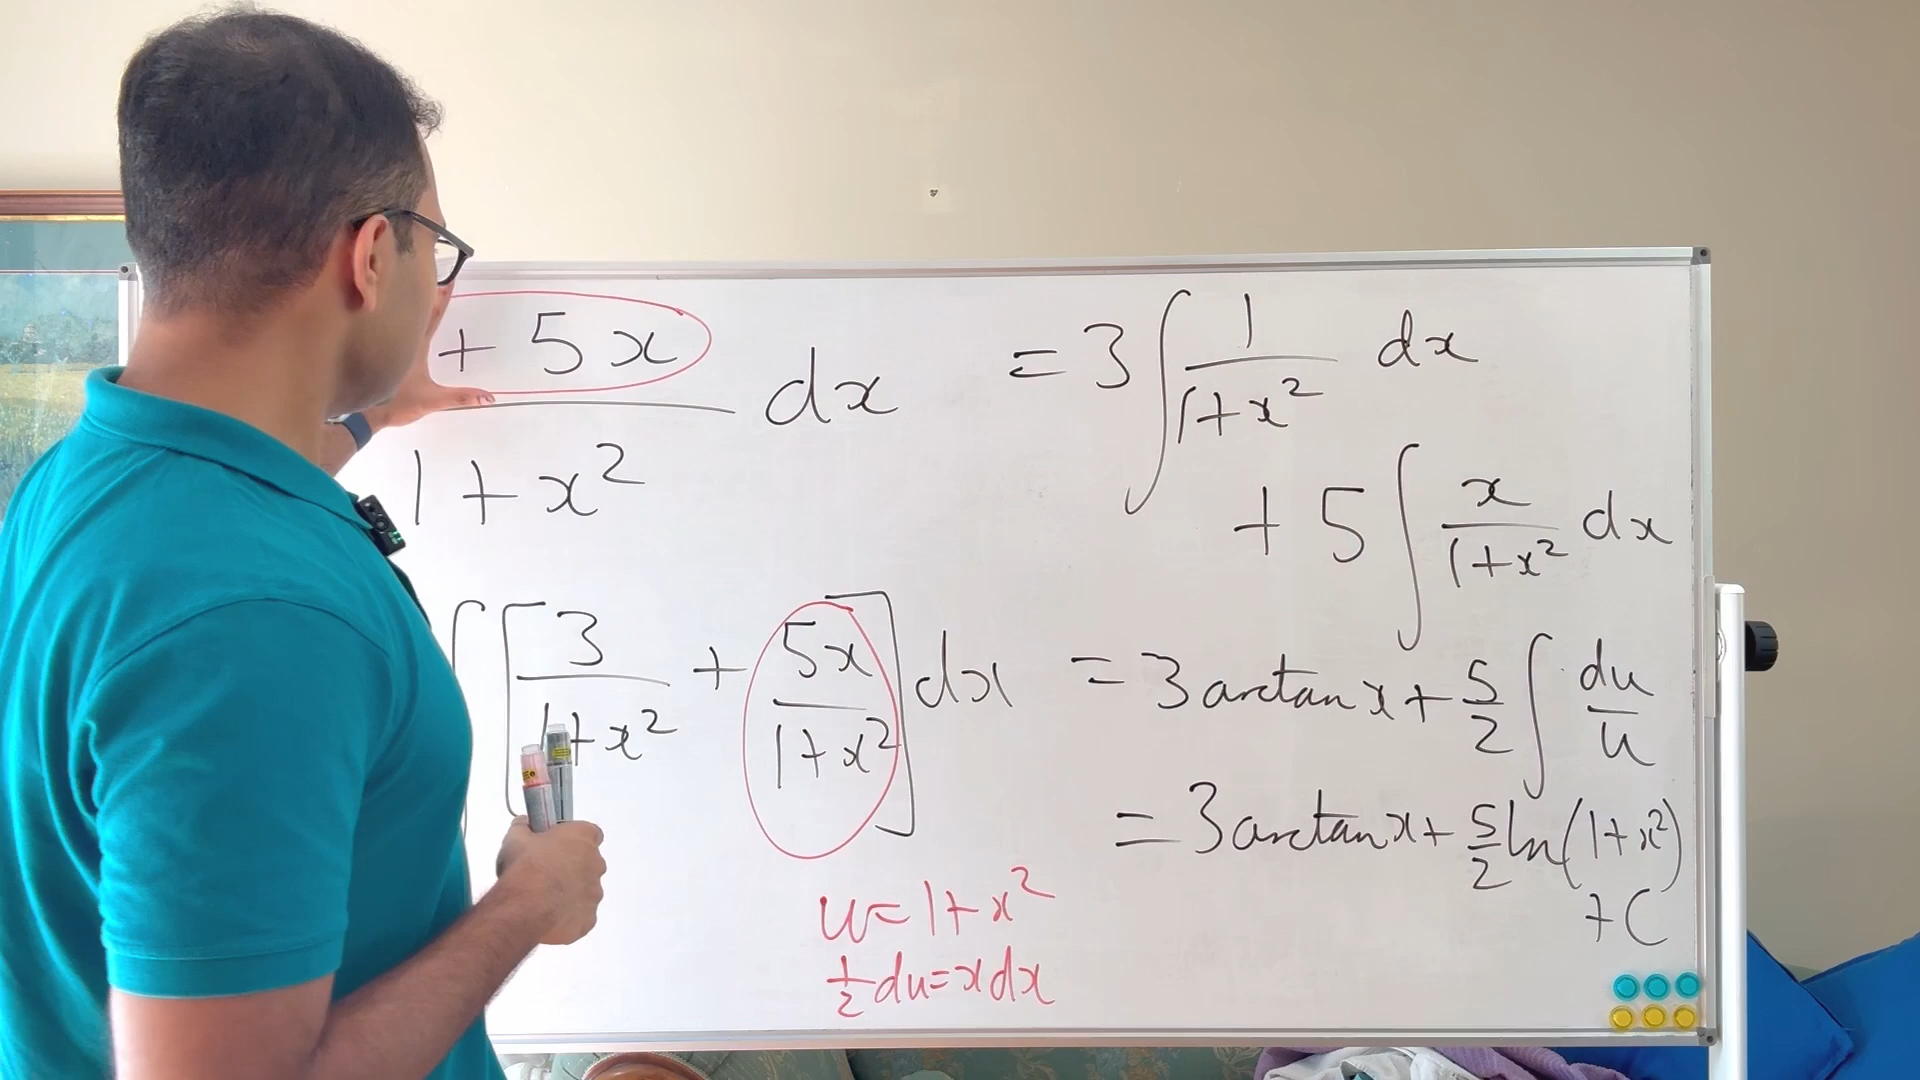 + 5x
dx
1 + x²
∫ [ 3/(1+x²) + 5x/(1+x²) ] dx
u = 1 + x²
½ du = x dx
= 3 ∫ 1/(1+x²) dx
+ 5 ∫ x/(1+x²) dx
= 3 arctan x + 5/2 ∫ du/u
= 3 arctan x + 5/2 ln(1+x²)
+ C